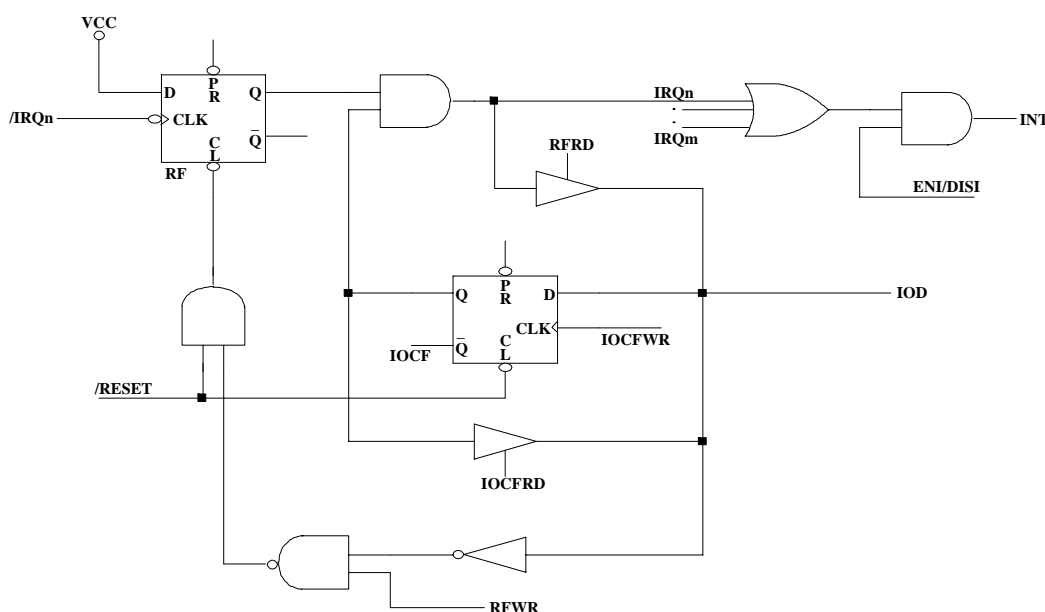 VCC
D
P
R
Q
/IRQn
CLK
C
L
Q
RF
IRQn
:
IRQm
INT
RFRD
ENI/DISI
Q
P
R
D
IOD
CLK
IOCFWR
IOCF
Q
C
L
/RESET
IOCFRD
RFWR